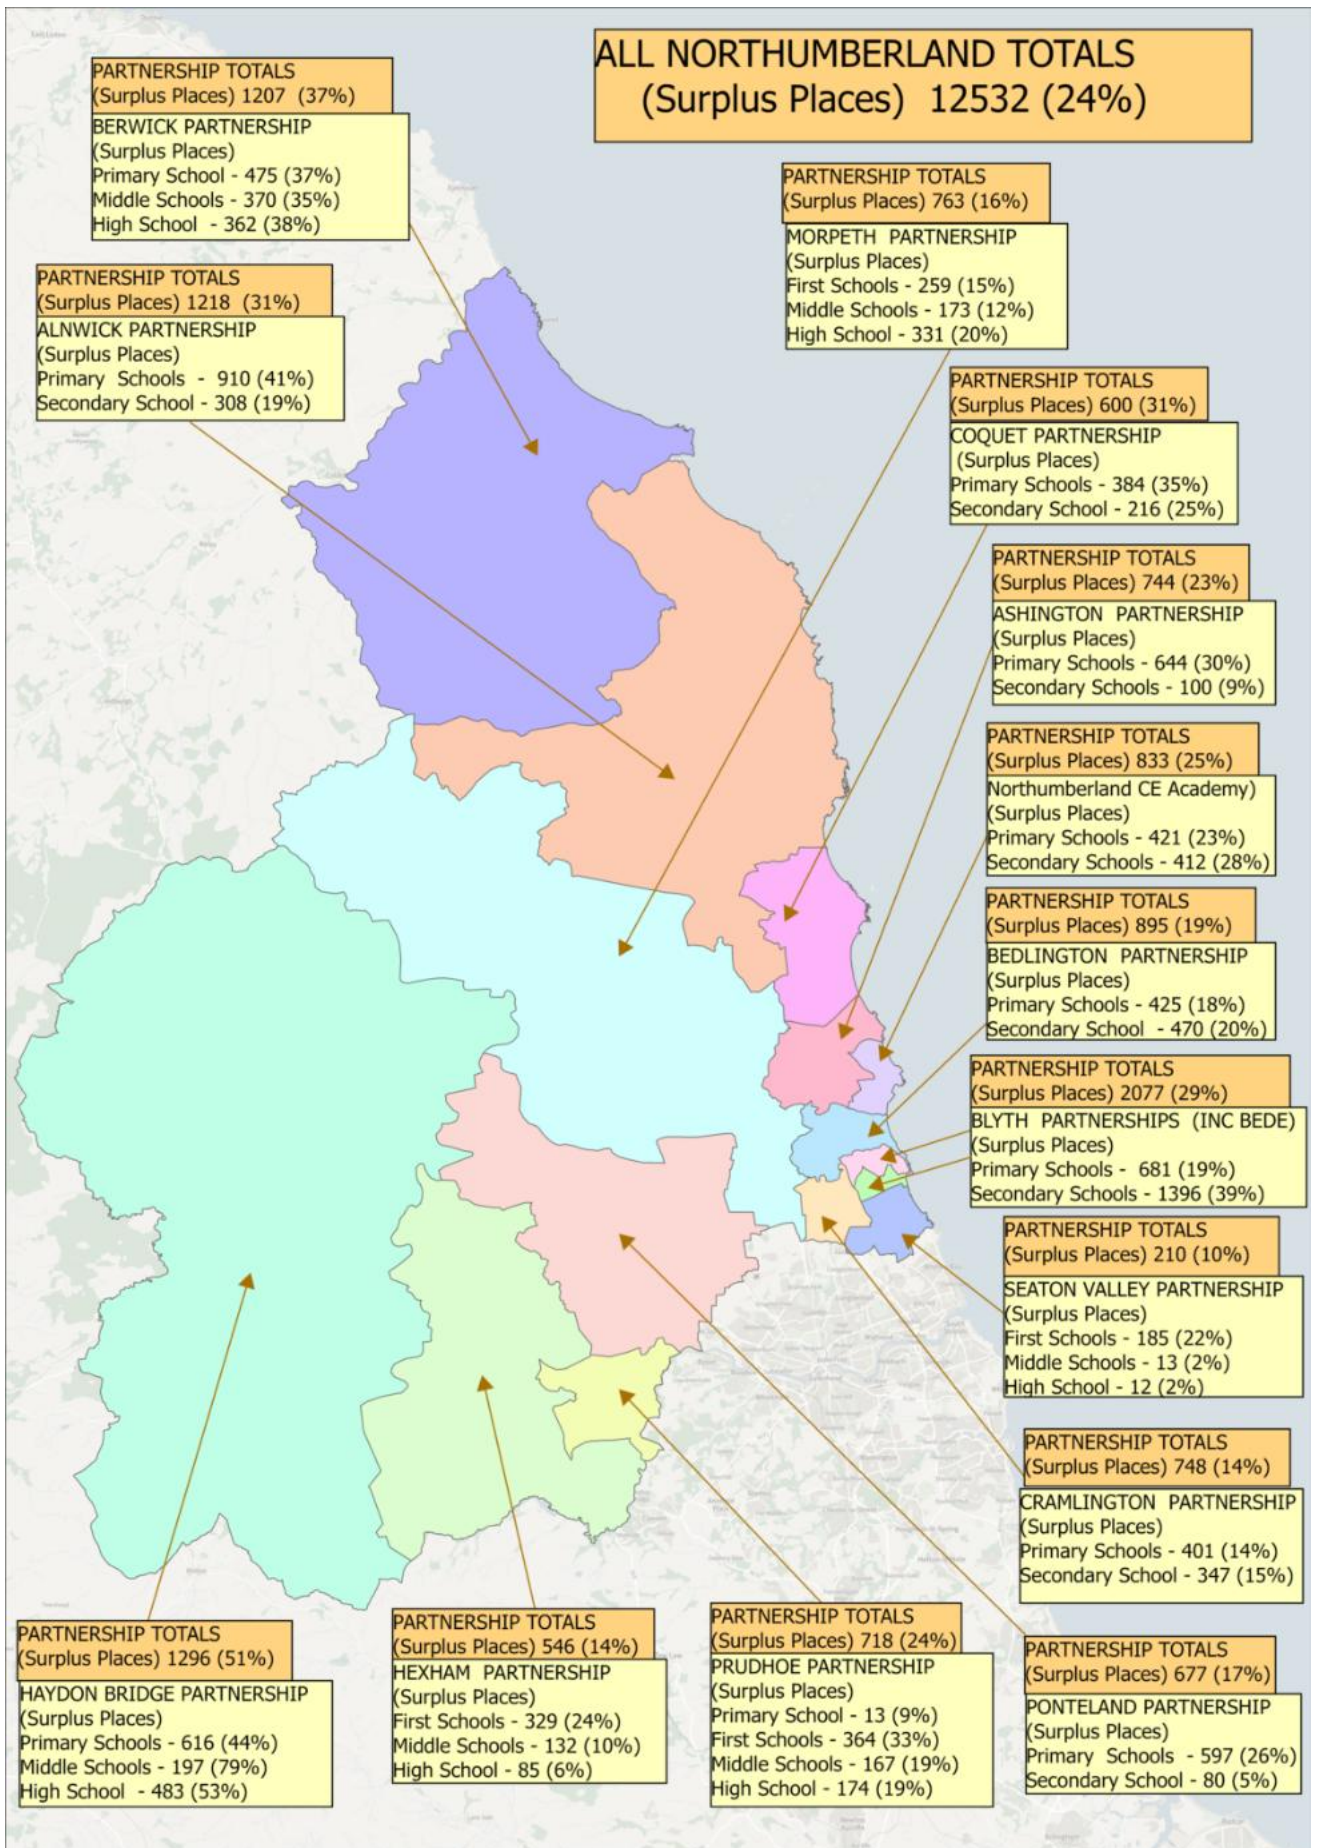 ALL NORTHUMBERLAND TOTALS
(Surplus Places) 12532 (24%)
PARTNERSHIP TOTALS
(Surplus Places) 1207 (37%)
BERWICK PARTNERSHIP
(Surplus Places)
Primary School - 475 (37%)
Middle Schools - 370 (35%)
High School - 362 (38%)
PARTNERSHIP TOTALS
(Surplus Places) 763 (16%)
MORPETH PARTNERSHIP
(Surplus Places)
First Schools - 259 (15%)
Middle Schools - 173 (12%)
High School - 331 (20%)
PARTNERSHIP TOTALS
(Surplus Places) 1218 (31%)
ALNWICK PARTNERSHIP
(Surplus Places)
Primary Schools - 910 (41%)
Secondary School - 308 (19%)
PARTNERSHIP TOTALS
(Surplus Places) 600 (31%)
COQUET PARTNERSHIP
(Surplus Places)
Primary Schools - 384 (35%)
Secondary School - 216 (25%)
PARTNERSHIP TOTALS
(Surplus Places) 744 (23%)
ASHINGTON PARTNERSHIP
(Surplus Places)
Primary Schools - 644 (30%)
Secondary Schools - 100 (9%)
PARTNERSHIP TOTALS
(Surplus Places) 833 (25%)
Northumberland CE Academy)
(Surplus Places)
Primary Schools - 421 (23%)
Secondary Schools - 412 (28%)
PARTNERSHIP TOTALS
(Surplus Places) 895 (19%)
BEDLINGTON PARTNERSHIP
(Surplus Places)
Primary Schools - 425 (18%)
Secondary School - 470 (20%)
PARTNERSHIP TOTALS
(Surplus Places) 2077 (29%)
BLYTH PARTNERSHIPS (INC BEDE)
(Surplus Places)
Primary Schools - 681 (19%)
Secondary Schools - 1396 (39%)
PARTNERSHIP TOTALS
(Surplus Places) 210 (10%)
SEATON VALLEY PARTNERSHIP
(Surplus Places)
First Schools - 185 (22%)
Middle Schools - 13 (2%)
High School - 12 (2%)
PARTNERSHIP TOTALS
(Surplus Places) 748 (14%)
CRAMLINGTON PARTNERSHIP
(Surplus Places)
Primary Schools - 401 (14%)
Secondary School - 347 (15%)
PARTNERSHIP TOTALS
(Surplus Places) 1296 (51%)
HAYDON BRIDGE PARTNERSHIP
(Surplus Places)
Primary Schools - 616 (44%)
Middle Schools - 197 (79%)
High School - 483 (53%)
PARTNERSHIP TOTALS
(Surplus Places) 546 (14%)
HEXHAM PARTNERSHIP
(Surplus Places)
First Schools - 329 (24%)
Middle Schools - 132 (10%)
High School - 85 (6%)
PARTNERSHIP TOTALS
(Surplus Places) 718 (24%)
PRUDHOE PARTNERSHIP
(Surplus Places)
Primary School - 13 (9%)
First Schools - 364 (33%)
Middle Schools - 167 (19%)
High School - 174 (19%)
PARTNERSHIP TOTALS
(Surplus Places) 677 (17%)
PONTELAND PARTNERSHIP
(Surplus Places)
Primary Schools - 597 (26%)
Secondary School - 80 (5%)